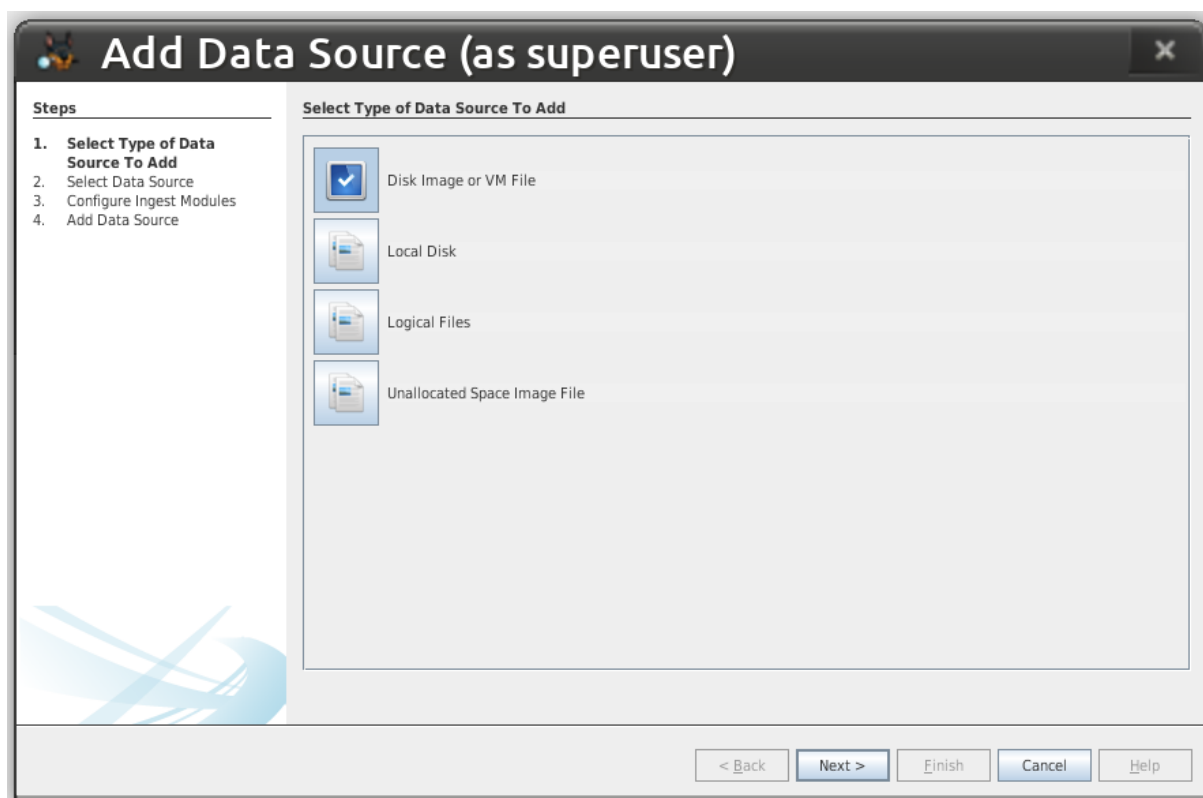 Add Data Source (as superuser)
Steps
1. Select Type of Data
Source To Add
2. Select Data Source
3. Configure Ingest Modules
4. Add Data Source
Select Type of Data Source To Add
Disk Image or VM File
Local Disk
Logical Files
Unallocated Space Image File
< Back Next > Finish Cancel Help